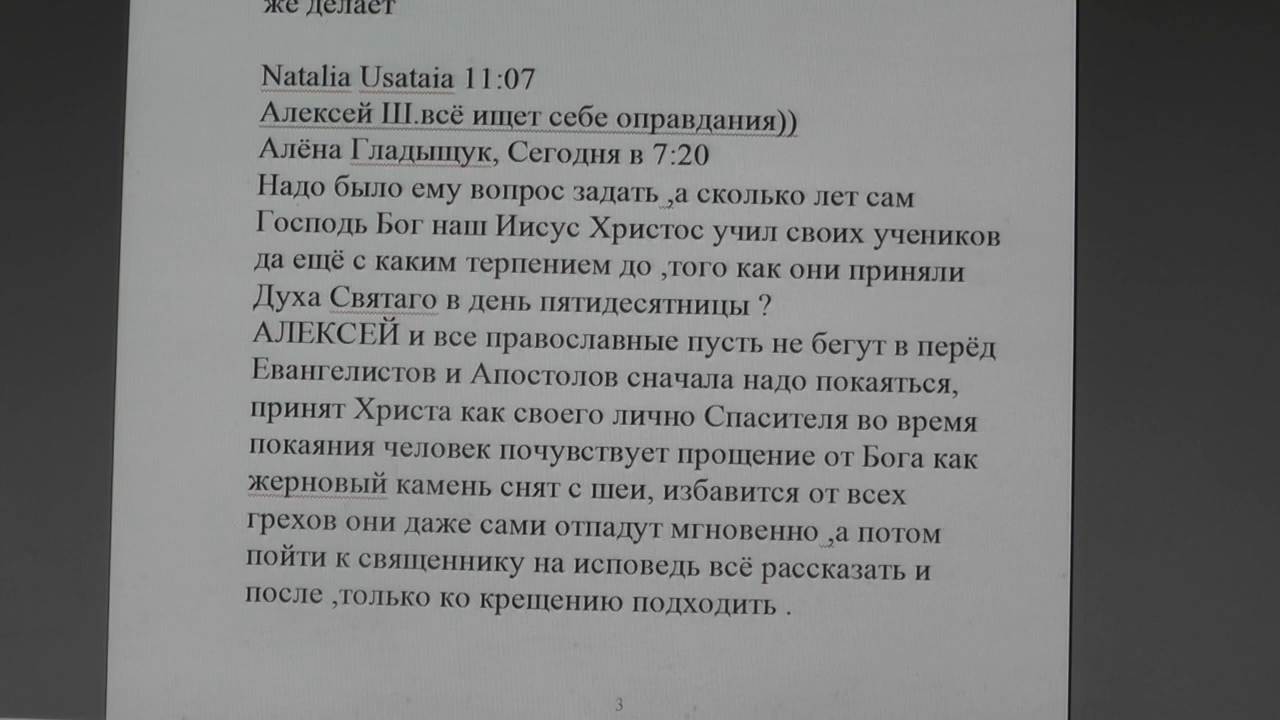 же делает
Natalia Usataia 11:07
Алексей Ш.всё ищет себе оправдания))
Алёна Гладыщук, Сегодня в 7:20
Надо было ему вопрос задать ,а сколько лет сам
Господь Бог наш Иисус Христос учил своих учеников
да ещё с каким терпением до ,того как они приняли
Духа Святаго в день пятидесятницы ?
АЛЕКСЕЙ и все православные пусть не бегут в перёд
Евангелистов и Апостолов сначала надо покаяться,
принят Христа как своего лично Спасителя во время
покаяния человек почувствует прощение от Бога как
жерновый камень снят с шеи, избавится от всех
грехов они даже сами отпадут мгновенно ,а потом
пойти к священнику на исповедь всё рассказать и
после ,только ко крещению подходить .
3